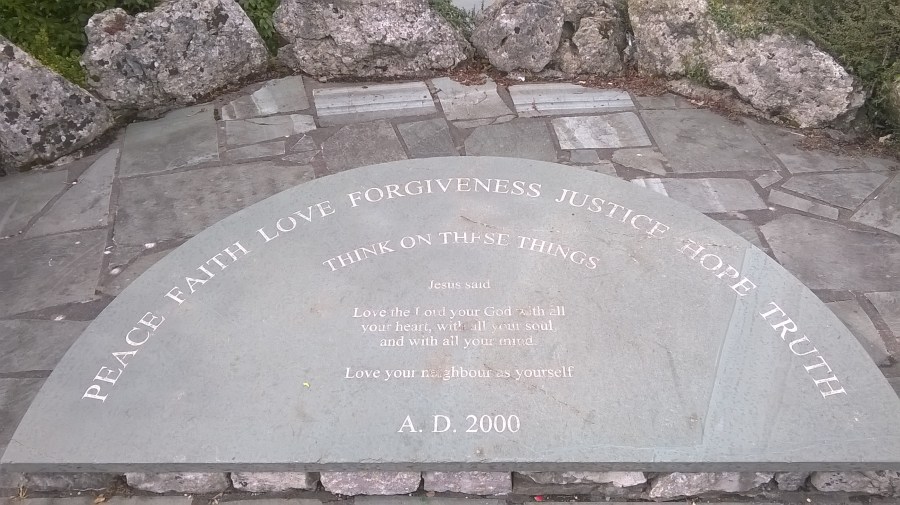 PEACE FAITH LOVE FORGIVENESS JUSTICE HOPE TRUTH
THINK ON THESE THINGS
Jesus said
Love the Lord your God with all
your heart, with all your soul,
and with all your mind.
Love your neighbour as yourself
A. D. 2000